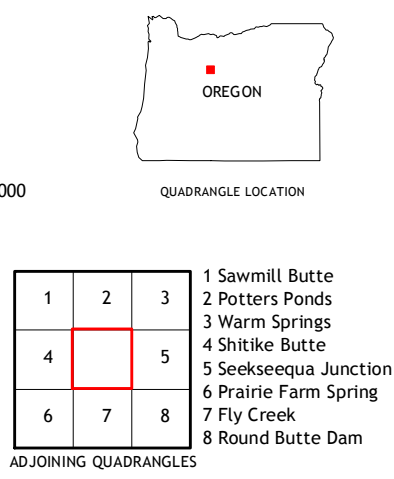 OREGON
000
QUADRANGLE LOCATION
1 2 3
4 5
6 7 8
1 Sawmill Butte
2 Potters Ponds
3 Warm Springs
4 Shitike Butte
5 Seekseequa Junction
6 Prairie Farm Spring
7 Fly Creek
8 Round Butte Dam
ADJOINING QUADRANGLES